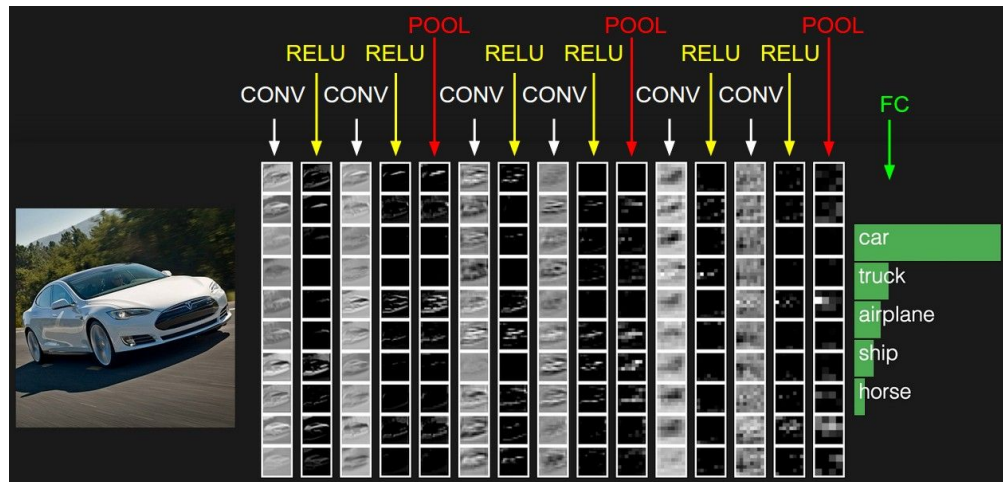 POOL POOL POOL
RELU RELU RELU RELU RELU RELU
CONV CONV CONV CONV CONV CONV
FC
car
truck
airplane
ship
horse